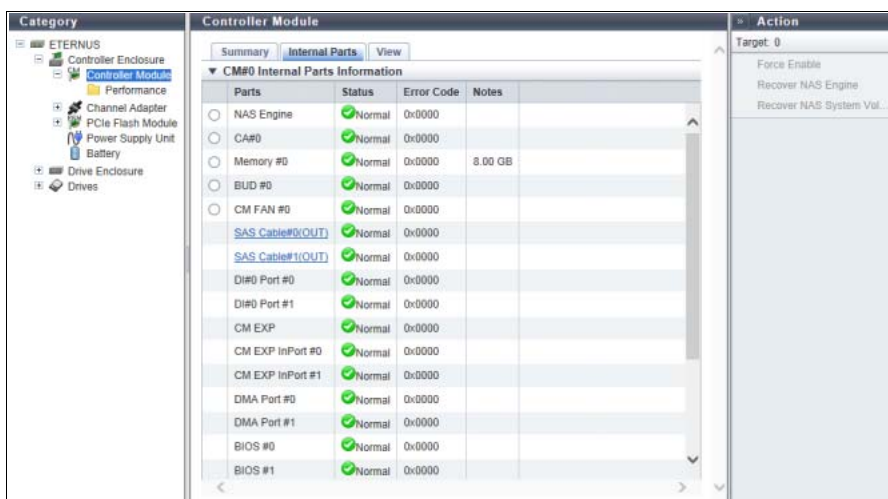 Category
ETERNUS
Controller Enclosure
Controller Module
Performance
Channel Adapter
PCIe Flash Module
Power Supply Unit
Battery
Drive Enclosure
Drives
Controller Module
Summary Internal Parts View
CM#0 Internal Parts Information
Parts Status Error Code Notes
NAS Engine Normal 0x0000
CA#0 Normal 0x0000
Memory #0 Normal 0x0000 8.00 GB
BUD #0 Normal 0x0000
CM FAN #0 Normal 0x0000
SAS Cable#0(OUT) Normal 0x0000
SAS Cable#1(OUT) Normal 0x0000
DI#0 Port #0 Normal 0x0000
DI#0 Port #1 Normal 0x0000
CM EXP Normal 0x0000
CM EXP InPort #0 Normal 0x0000
CM EXP InPort #1 Normal 0x0000
DMA Port #0 Normal 0x0000
DMA Port #1 Normal 0x0000
BIOS #0 Normal 0x0000
BIOS #1 Normal 0x0000
» Action
Target: 0
Force Enable
Recover NAS Engine
Recover NAS System Vol...